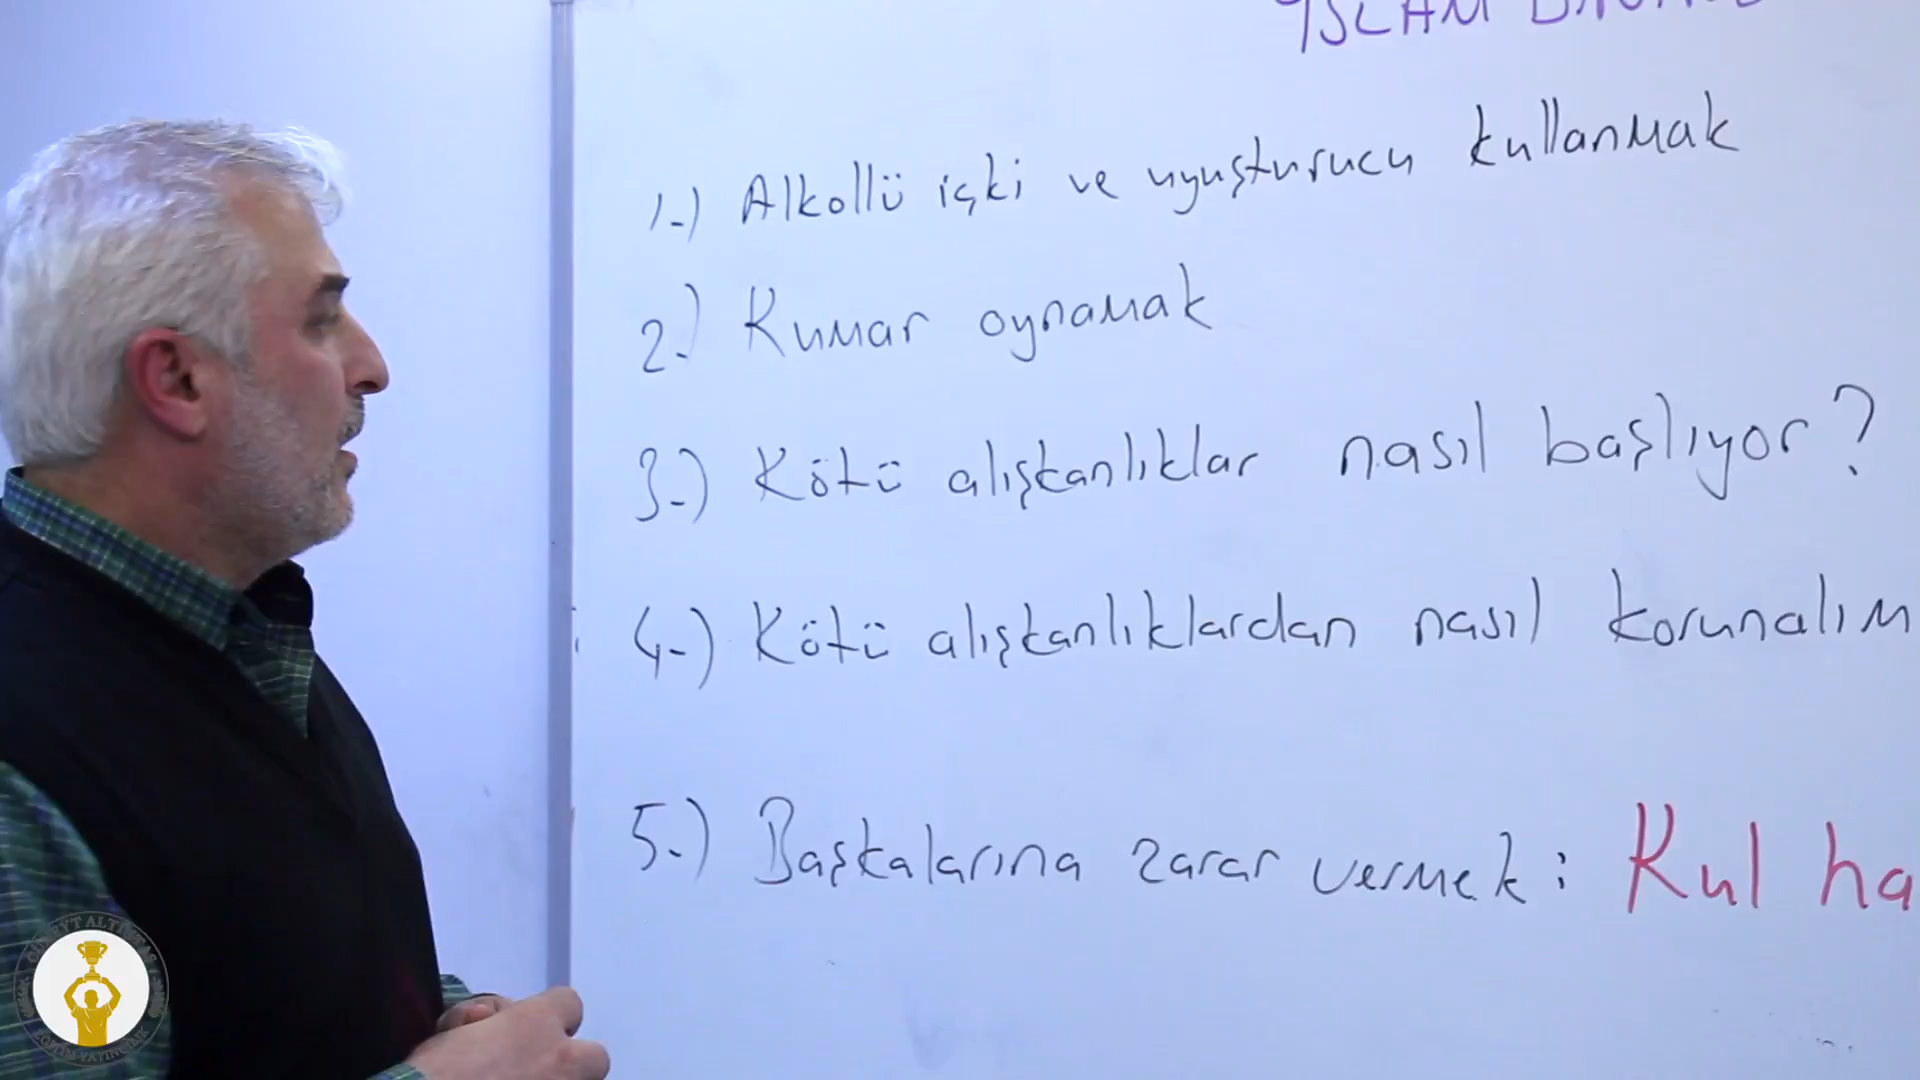 İSLAM
1-) Alkollü içki ve uyuşturucu kullanmak
2.) Kumar oynamak
3-) Kötü alışkanlıklar nasıl başlıyor?
4-) Kötü alışkanlıklardan nasıl korunalım
5.) Başkalarına zarar vermek: Kul ha